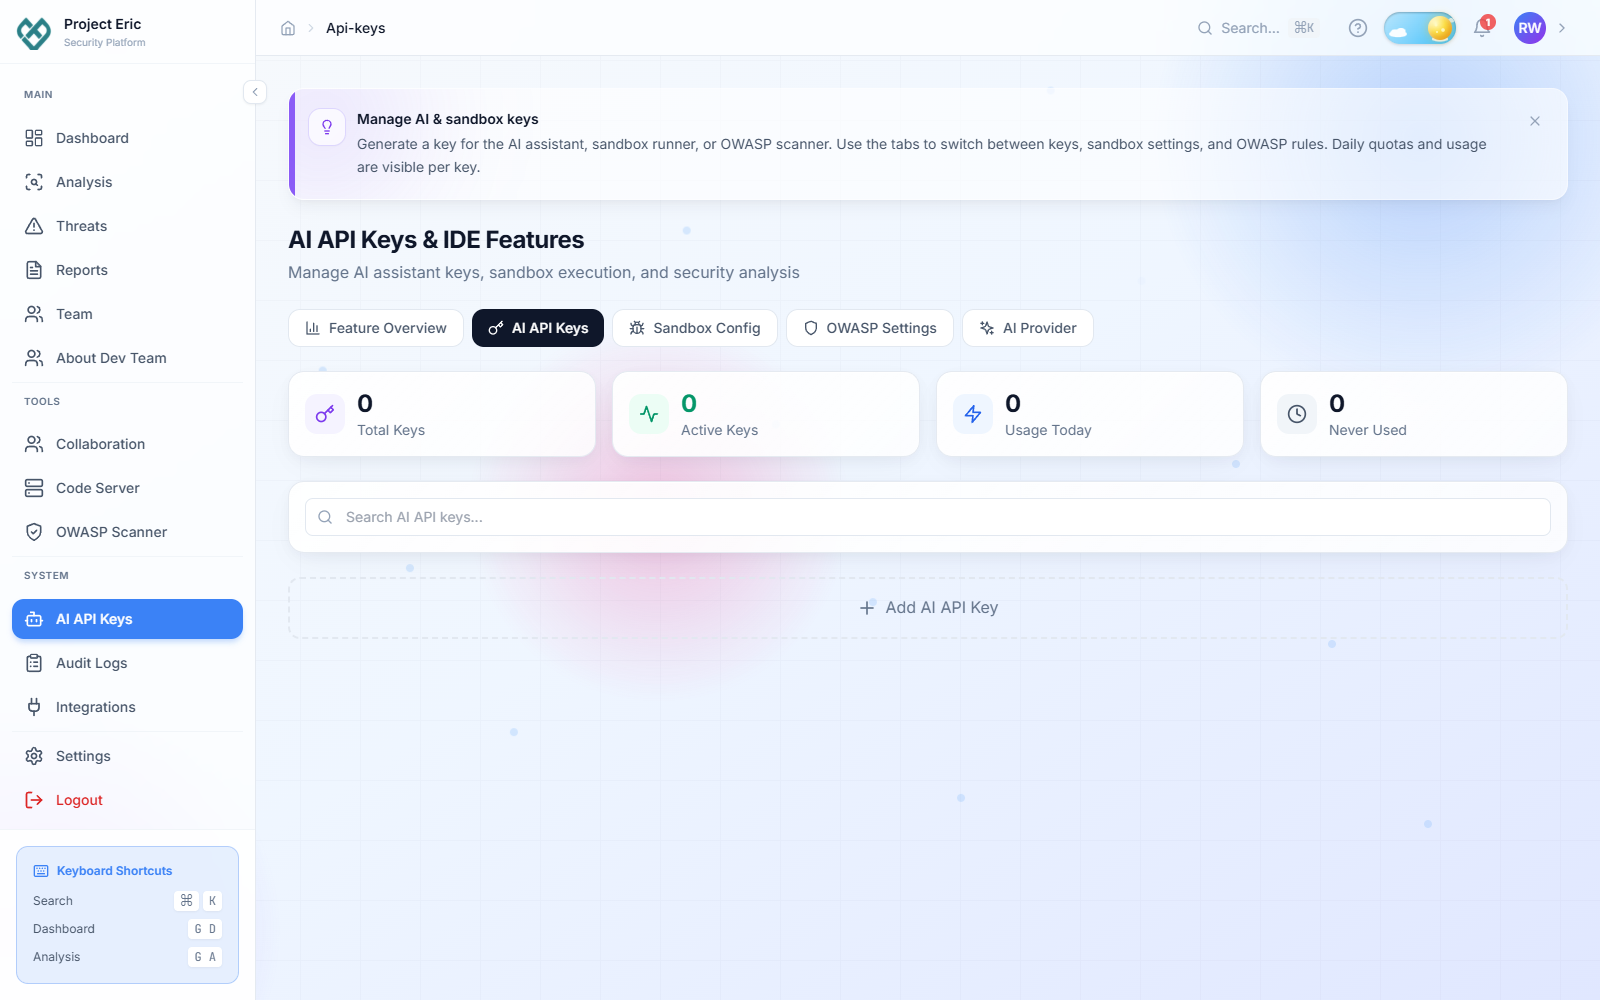 Project Eric
Security Platform
MAIN
Dashboard
Analysis
Threats
Reports
Team
About Dev Team
TOOLS
Collaboration
Code Server
OWASP Scanner
SYSTEM
AI API Keys
Audit Logs
Integrations
Settings
Logout
Keyboard Shortcuts
Search ⌘ K
Dashboard G D
Analysis G A
Api-keys
Search... ⌘K
1
RW
Manage AI & sandbox keys
Generate a key for the AI assistant, sandbox runner, or OWASP scanner. Use the tabs to switch between keys, sandbox settings, and OWASP rules. Daily quotas and usage
are visible per key.
AI API Keys & IDE Features
Manage AI assistant keys, sandbox execution, and security analysis
Feature Overview
AI API Keys
Sandbox Config
OWASP Settings
AI Provider
0
Total Keys
0
Active Keys
0
Usage Today
0
Never Used
Search AI API keys...
Add AI API Key